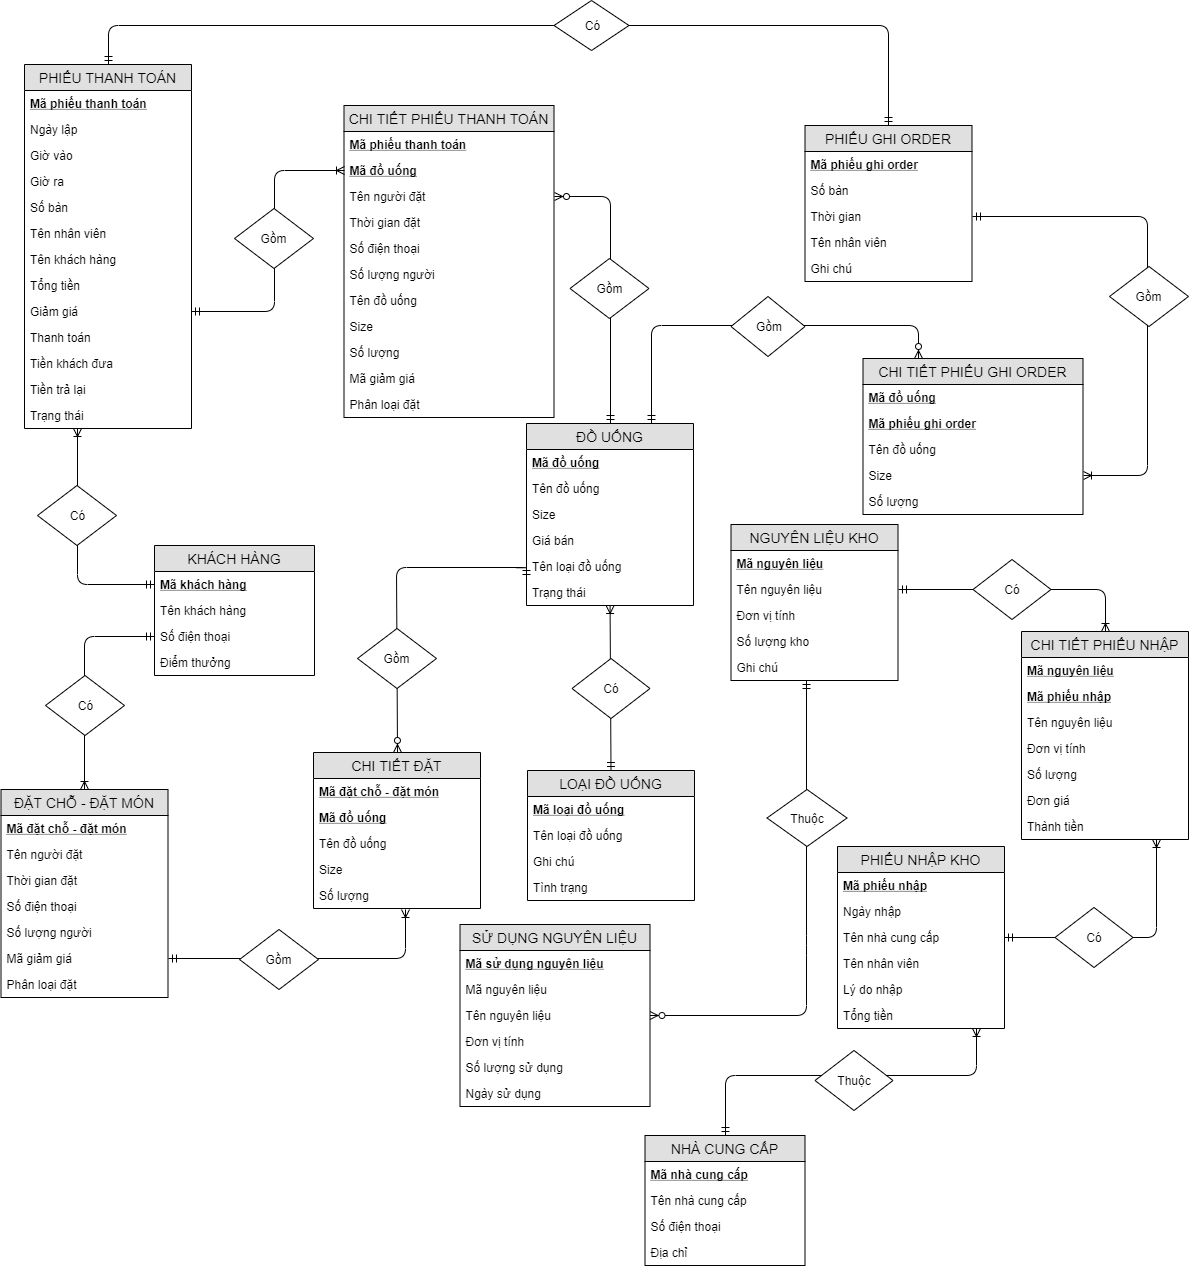 Có
PHIẾU THANH TOÁN
Mã phiếu thanh toán
Ngày lập
Giờ vào
Giờ ra
Số bàn
Tên nhân viên
Tên khách hàng
Tổng tiền
Giảm giá
Thanh toán
Tiền khách đưa
Tiền trả lại
Trạng thái
Gồm
CHI TIẾT PHIẾU THANH TOÁN
Mã phiếu thanh toán
Mã đồ uống
Tên người đặt
Thời gian đặt
Số điện thoại
Số lượng người
Tên đồ uống
Size
Số lượng
Mã giảm giá
Phân loại đặt
Gồm
PHIẾU GHI ORDER
Mã phiếu ghi order
Số bàn
Thời gian
Tên nhân viên
Ghi chú
Gồm
Gồm
CHI TIẾT PHIẾU GHI ORDER
Mã đồ uống
Mã phiếu ghi order
Tên đồ uống
Size
Số lượng
ĐỒ UỐNG
Mã đồ uống
Tên đồ uống
Size
Giá bán
Tên loại đồ uống
Trạng thái
Có
KHÁCH HÀNG
Mã khách hàng
Tên khách hàng
Số điện thoại
Điểm thưởng
Có
Gồm
Có
NGUYÊN LIỆU KHO
Mã nguyên liệu
Tên nguyên liệu
Đơn vị tính
Số lượng kho
Ghi chú
Có
CHI TIẾT PHIẾU NHẬP
Mã nguyên liệu
Mã phiếu nhập
Tên nguyên liệu
Đơn vị tính
Số lượng
Đơn giá
Thành tiền
ĐẶT CHỖ - ĐẶT MÓN
Mã đặt chỗ - đặt món
Tên người đặt
Thời gian đặt
Số điện thoại
Số lượng người
Mã giảm giá
Phân loại đặt
Gồm
CHI TIẾT ĐẶT
Mã đặt chỗ - đặt món
Mã đồ uống
Tên đồ uống
Size
Số lượng
LOẠI ĐỒ UỐNG
Mã loại đồ uống
Tên loại đồ uống
Ghi chú
Tình trạng
Thuộc
PHIẾU NHẬP KHO
Mã phiếu nhập
Ngày nhập
Tên nhà cung cấp
Tên nhân viên
Lý do nhập
Tổng tiền
Có
SỬ DỤNG NGUYÊN LIỆU
Mã sử dụng nguyên liệu
Mã nguyên liệu
Tên nguyên liệu
Đơn vị tính
Số lượng sử dụng
Ngày sử dụng
Thuộc
NHÀ CUNG CẤP
Mã nhà cung cấp
Tên nhà cung cấp
Số điện thoại
Địa chỉ